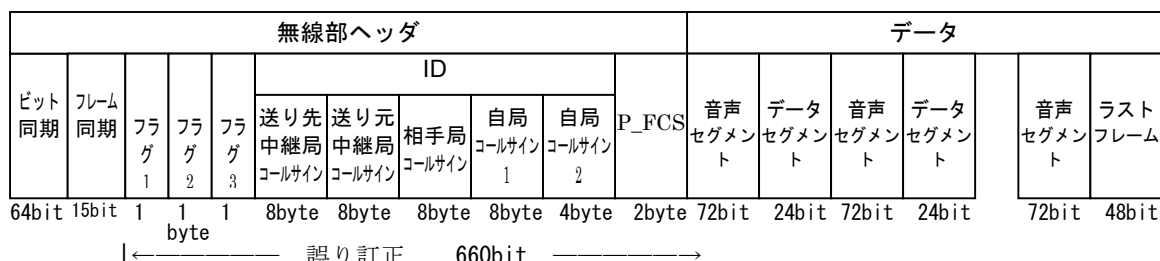 無線部ヘッダ データ
ID
ビット同期
フレーム同期
フラグ1
フラグ2
フラグ3
送り先中継局コールサイン
送り元中継局コールサイン
相手局コールサイン
自局コールサイン1
自局コールサイン2
P_FCS
音声セグメント
データセグメント
音声セグメント
データセグメント
音声セグメント
ラストフレーム
64bit 15bit 1 1 1 8byte 8byte 8byte 8byte 4byte 2byte 72bit 24bit 72bit 24bit 72bit 48bit
byte
|←————— 誤り訂正 660bit —————→